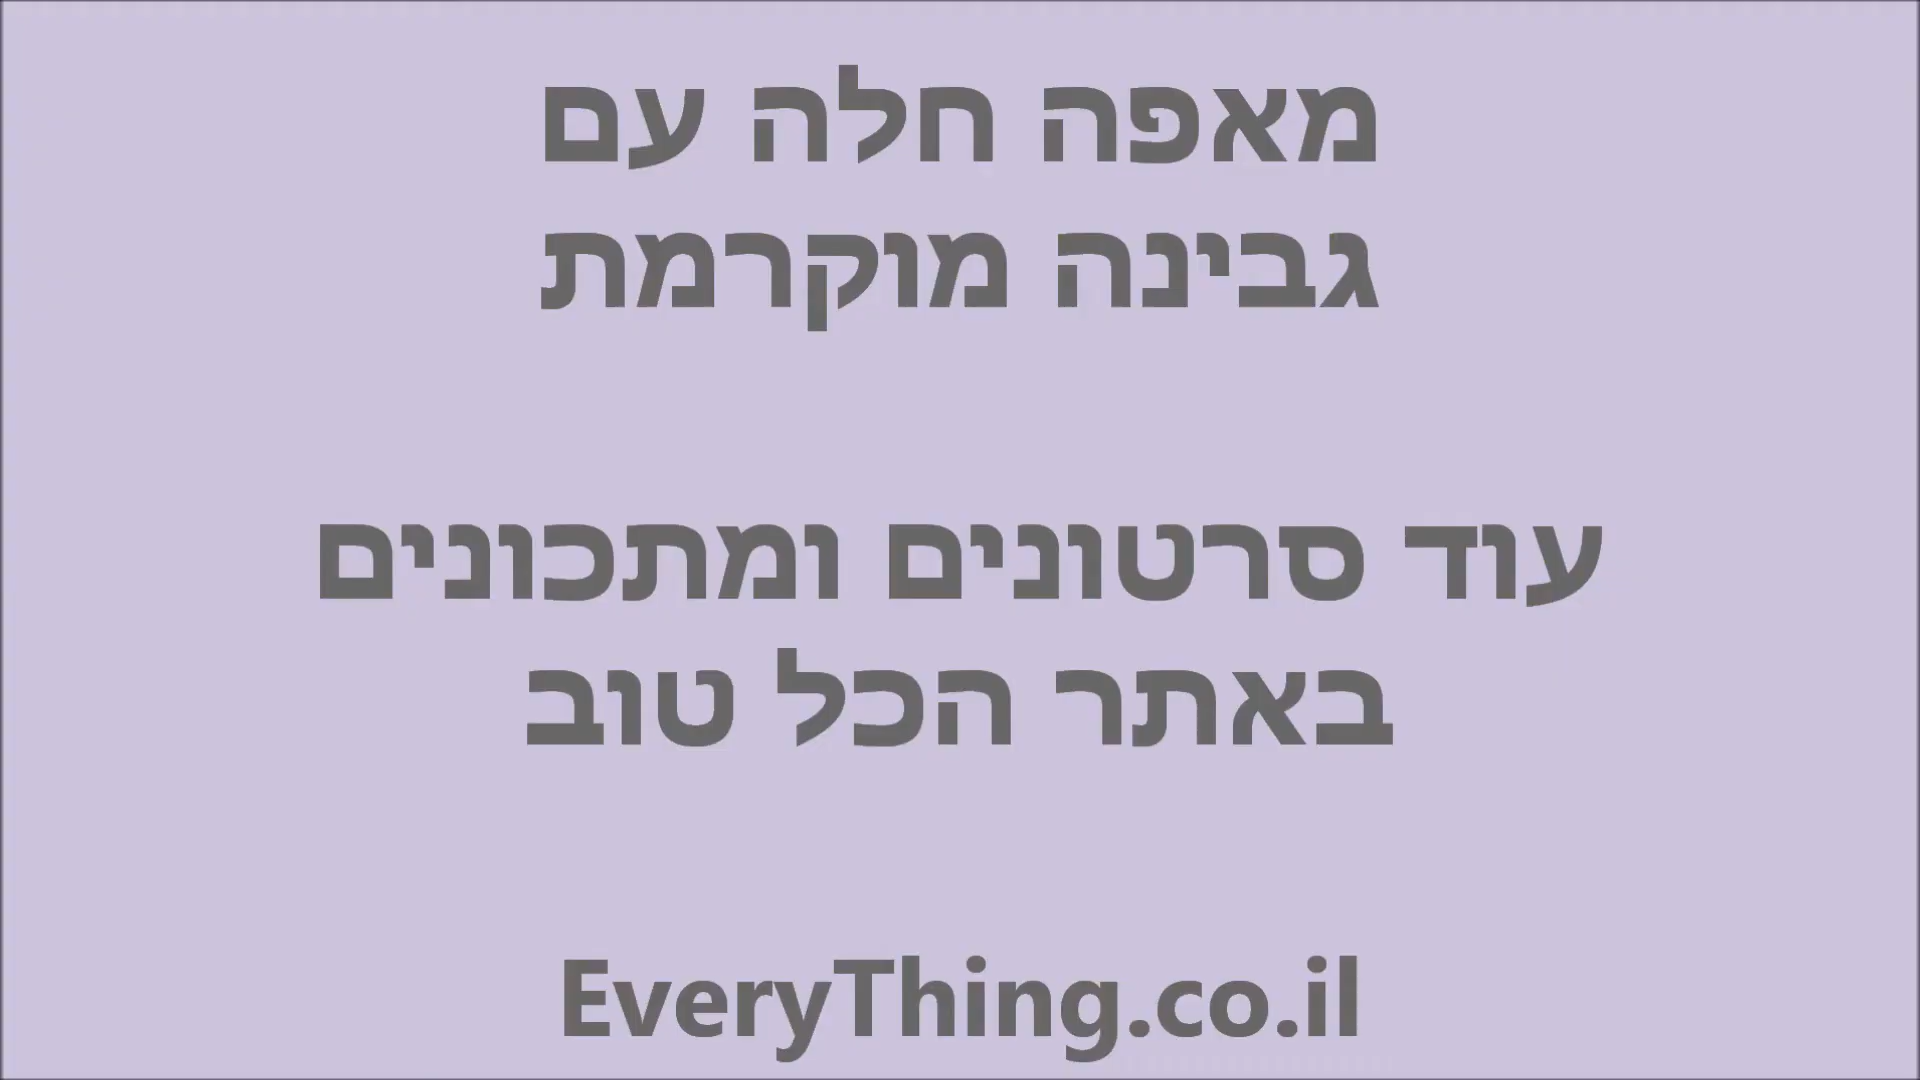 מאפה חלה עם
גבינה מוקרמת
עוד סרטונים ומתכונים
באתר הכל טוב
EveryThing.co.il